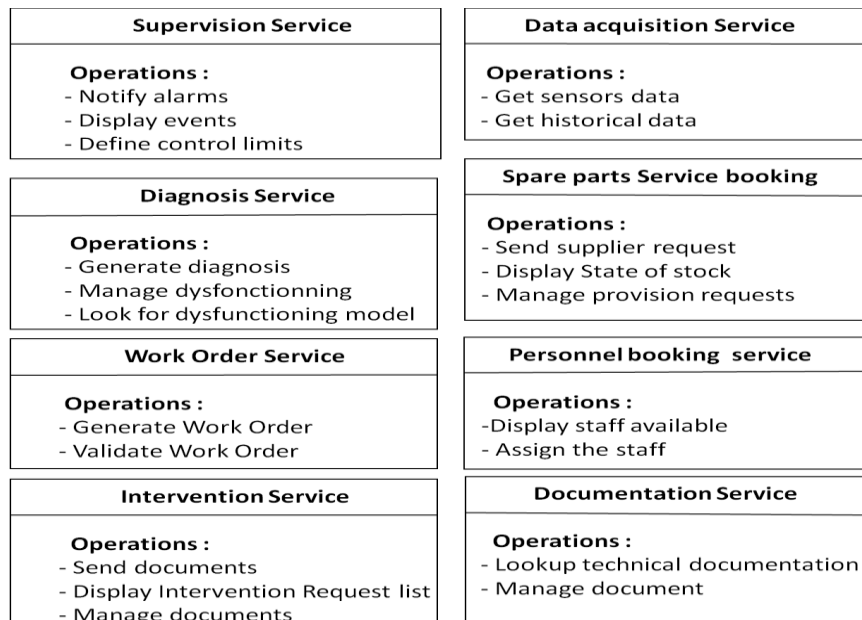 Supervision Service
Operations :
- Notify alarms
- Display events
- Define control limits
Diagnosis Service
Operations :
- Generate diagnosis
- Manage dysfonctionning
- Look for dysfunctioning model
Work Order Service
Operations :
- Generate Work Order
- Validate Work Order
Intervention Service
Operations :
- Send documents
- Display Intervention Request list
- Manage documents
Data acquisition Service
Operations :
- Get sensors data
- Get historical data
Spare parts Service booking
Operations :
- Send supplier request
- Display State of stock
- Manage provision requests
Personnel booking service
Operations :
-Display staff available
- Assign the staff
Documentation Service
Operations :
- Lookup technical documentation
- Manage document